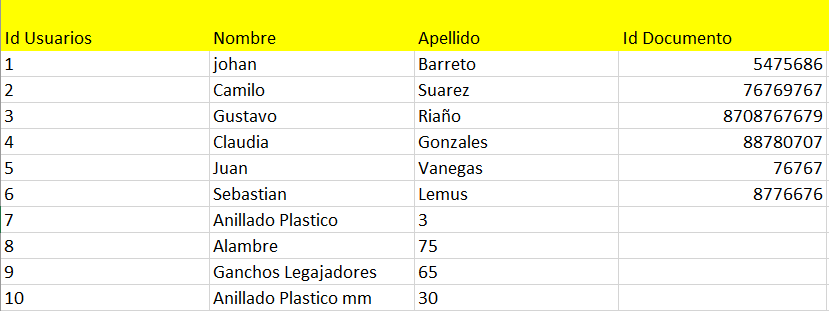 Id Usuarios Nombre Apellido Id Documento
1 johan Barreto 5475686
2 Camilo Suarez 76769767
3 Gustavo Riaño 8708767679
4 Claudia Gonzales 88780707
5 Juan Vanegas 76767
6 Sebastian Lemus 8776676
7 Anillado Plastico 3
8 Alambre 75
9 Ganchos Legajadores 65
10 Anillado Plastico mm 30